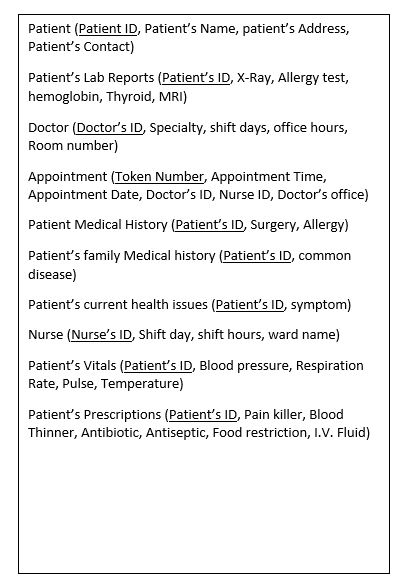 Patient (Patient ID, Patient’s Name, patient’s Address,
Patient’s Contact)
Patient’s Lab Reports (Patient’s ID, X-Ray, Allergy test,
hemoglobin, Thyroid, MRI)
Doctor (Doctor’s ID, Specialty, shift days, office hours,
Room number)
Appointment (Token Number, Appointment Time,
Appointment Date, Doctor’s ID, Nurse ID, Doctor’s office)
Patient Medical History (Patient’s ID, Surgery, Allergy)
Patient’s family Medical history (Patient’s ID, common
disease)
Patient’s current health issues (Patient’s ID, symptom)
Nurse (Nurse’s ID, Shift day, shift hours, ward name)
Patient’s Vitals (Patient’s ID, Blood pressure, Respiration
Rate, Pulse, Temperature)
Patient’s Prescriptions (Patient’s ID, Pain killer, Blood
Thinner, Antibiotic, Antiseptic, Food restriction, I.V. Fluid)